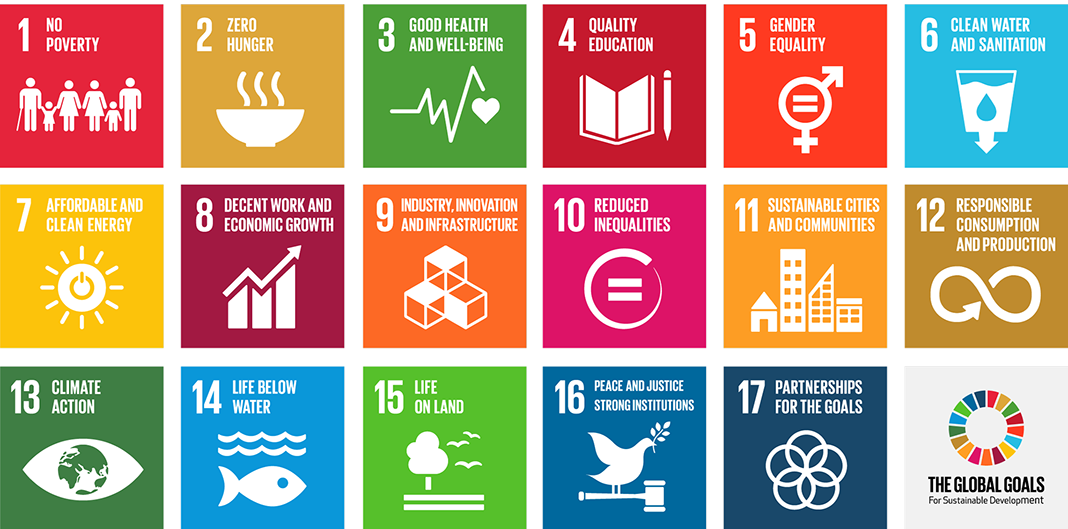 1 NO
POVERTY
2 ZERO
HUNGER
3 GOOD HEALTH
AND WELL-BEING
4 QUALITY
EDUCATION
5 GENDER
EQUALITY
6 CLEAN WATER
AND SANITATION
7 AFFORDABLE AND
CLEAN ENERGY
8 DECENT WORK AND
ECONOMIC GROWTH
9 INDUSTRY, INNOVATION
AND INFRASTRUCTURE
10 REDUCED
INEQUALITIES
11 SUSTAINABLE CITIES
AND COMMUNITIES
12 RESPONSIBLE
CONSUMPTION
AND PRODUCTION
13 CLIMATE
ACTION
14 LIFE BELOW
WATER
15 LIFE
ON LAND
16 PEACE AND JUSTICE
STRONG INSTITUTIONS
17 PARTNERSHIPS
FOR THE GOALS
THE GLOBAL GOALS
For Sustainable Development